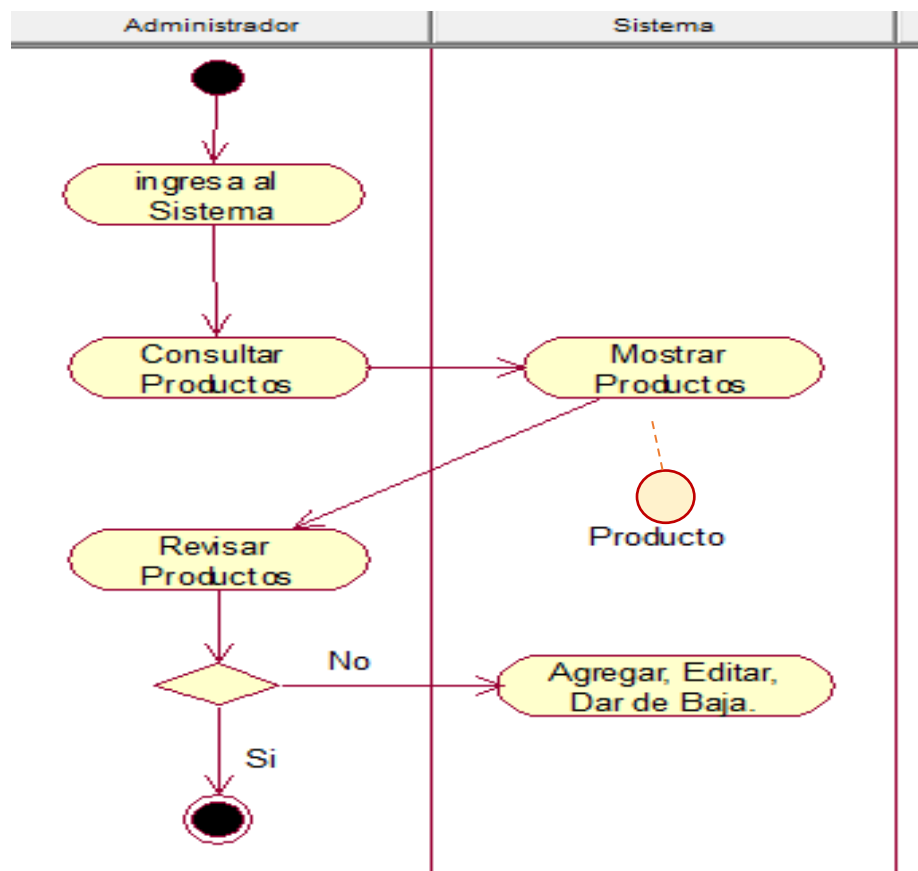 Administrador
Sistema
ingresa al
Sistema
Consultar
Productos
Mostrar
Productos
Producto
Revisar
Productos
No
Agregar, Editar,
Dar de Baja.
Si